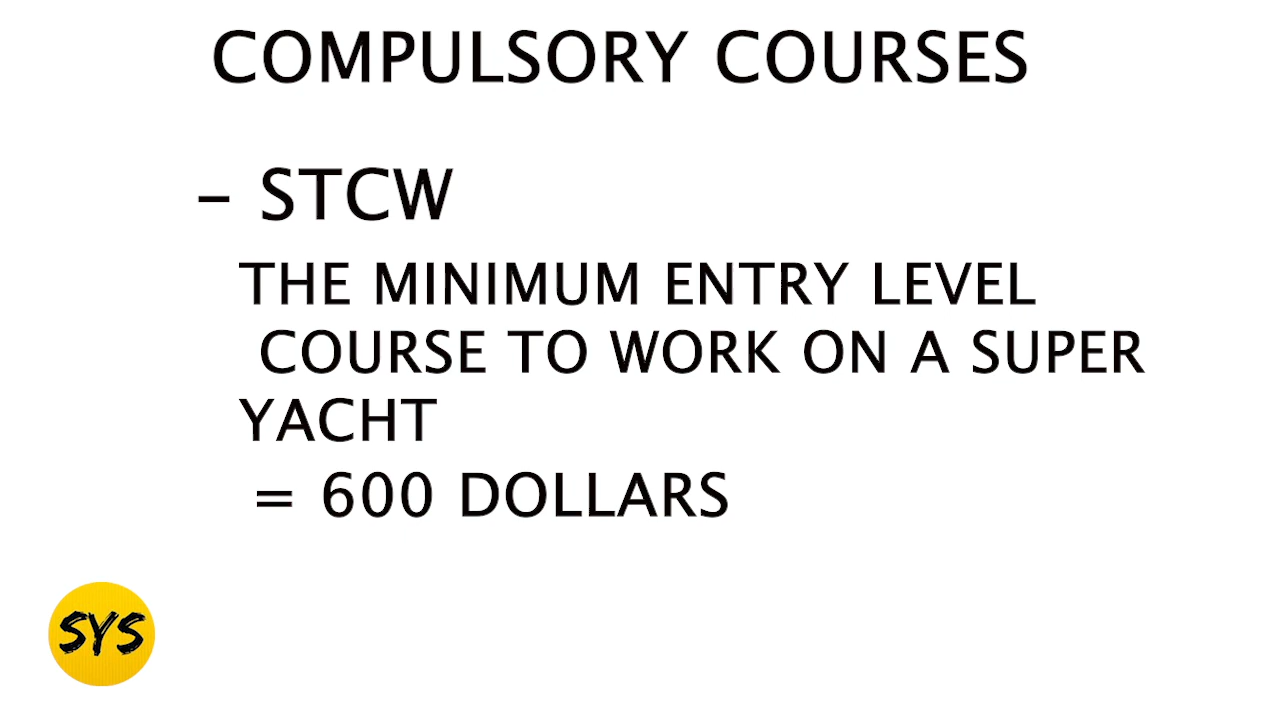 COMPULSORY COURSES
- STCW
THE MINIMUM ENTRY LEVEL
COURSE TO WORK ON A SUPER
YACHT
= 600 DOLLARS
SYS